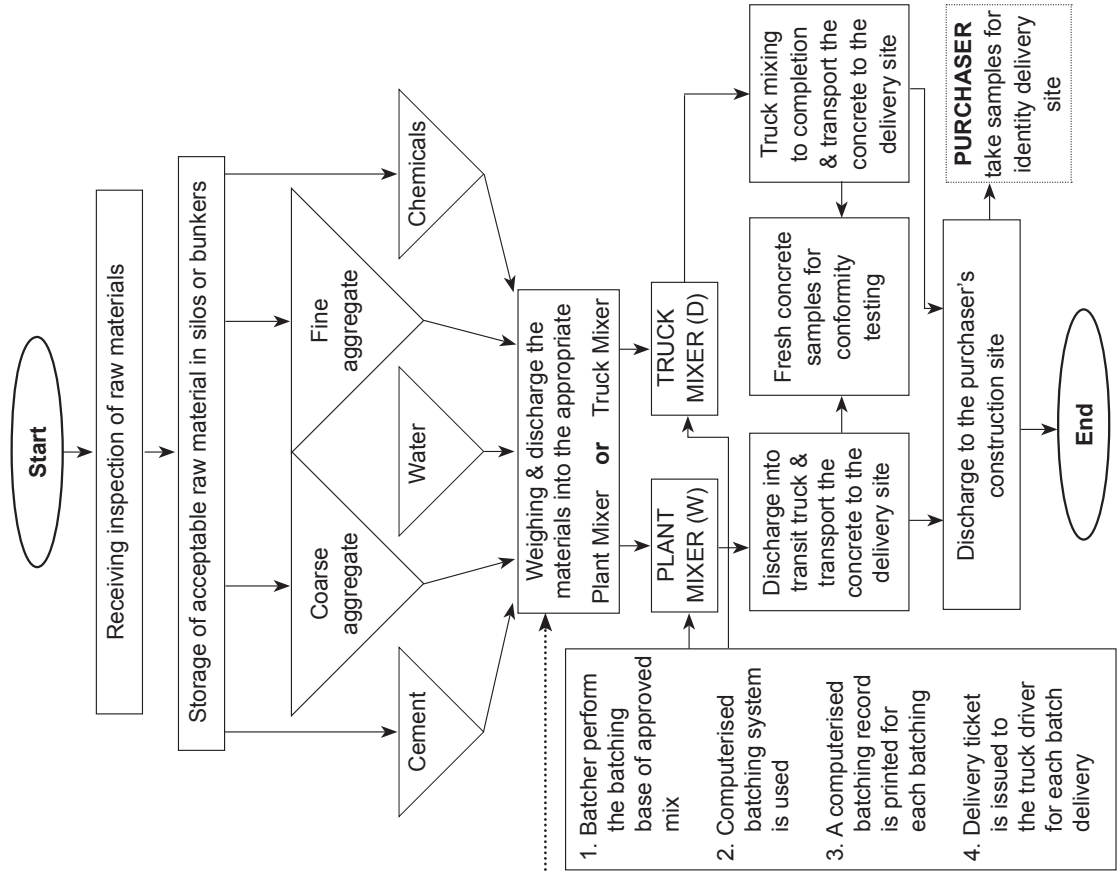 Start
Receiving inspection of raw materials
Storage of acceptable raw material in silos or bunkers
Cement
Coarse
aggregate
Water
Fine
aggregate
Chemicals
Weighing & discharge the
materials into the appropriate
Plant Mixer or Truck Mixer
1. Batcher perform
the batching
base of approved
mix
2. Computerised
batching system
is used
3. A computerised
batching record
is printed for
each batching
4. Delivery ticket
is issued to
the truck driver
for each batch
delivery
PLANT
MIXER (W)
TRUCK
MIXER (D)
Discharge into
transit truck &
transport the
concrete to the
delivery site
Fresh concrete
samples for
conformity
testing
Truck mixing
to completion
& transport the
concrete to the
delivery site
Discharge to the purchaser's
construction site
PURCHASER
take samples for
identity delivery
site
End